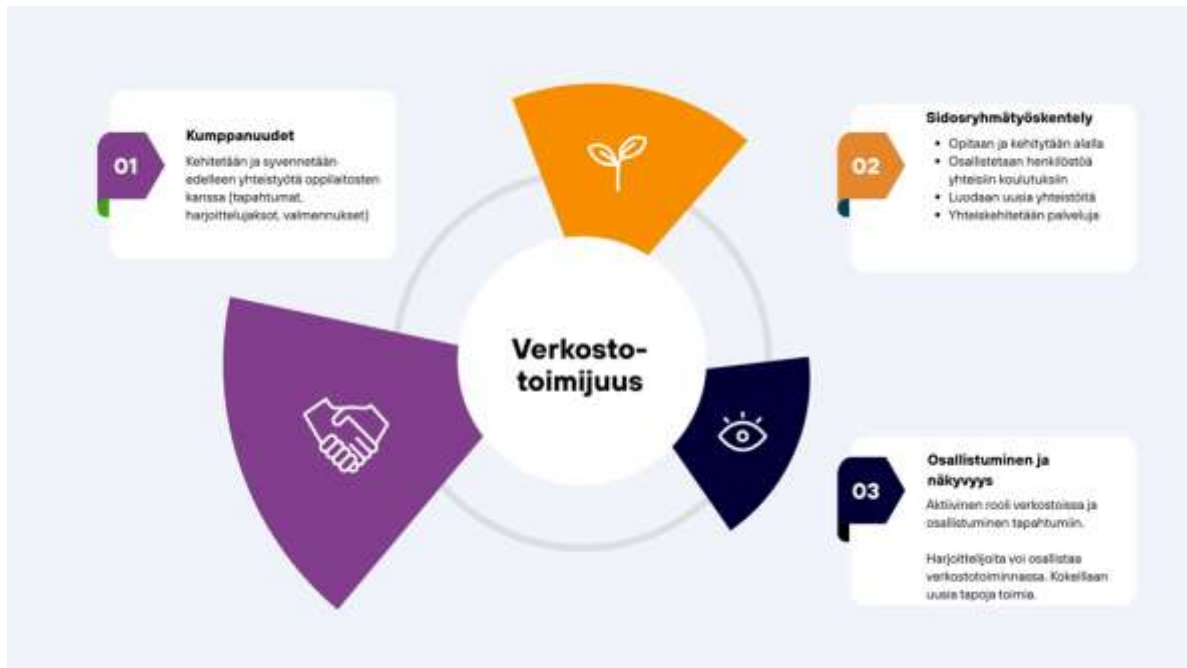 01
Kumppanuudet
Kehitetään ja syvennetään
edelleen yhteistyötä oppilaitosten
kanssa (tapahtumat,
harjoittelujaksot, valmennukset)
Verkosto-
toimijuus
02
Sidosryhmätyöskentely
• Opitaan ja kehitytään alalla
• Osallistetaan henkilöstöä
yhteisiin koulutuksiin
• Luodaan uusia yhteistöitä
• Yhteiskehitetään palveluja
03
Osallistuminen ja
näkyvyys
Aktiivinen rooli verkostoissa ja
osallistuminen tapahtumiin.
Harjoittelijoita voi osallistaa
verkostotoiminnassa. Kokeillaan
uusia tapoja toimia.